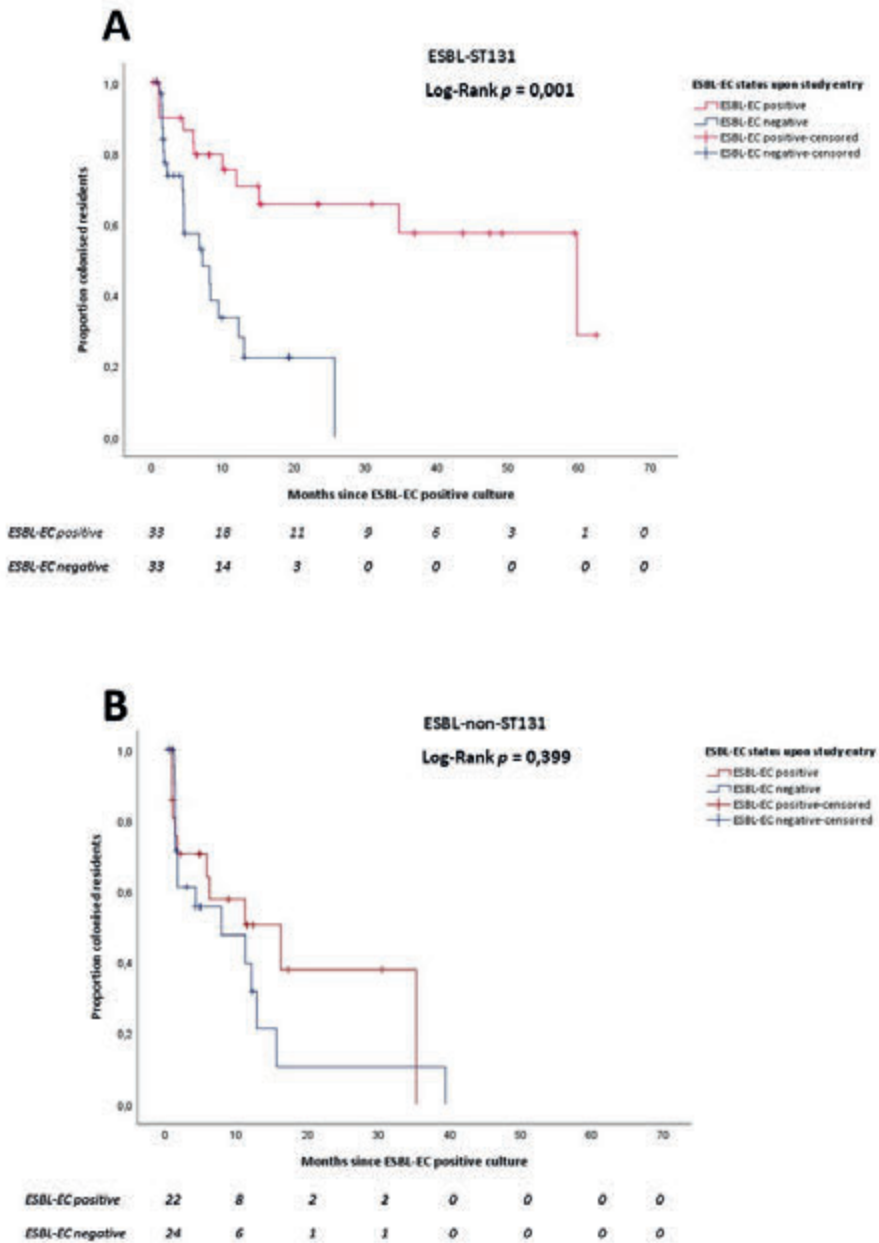 A
ESBL-ST131
Log-Rank p = 0,001
ESBL-EC status upon study entry
ESBL-EC positive
ESBL-EC negative
ESBL-EC positive-censored
ESBL-EC negative-censored
Proportion colonised residents
1,0
0,8
0,6
0,4
0,2
0,0
0 10 20 30 40 50 60 70
Months since ESBL-EC positive culture
ESBL-EC positive 33 18 11 9 6 3 1 0
ESBL-EC negative 33 14 3 0 0 0 0 0
B
ESBL-non-ST131
Log-Rank p = 0,399
ESBL-EC status upon study entry
ESBL-EC positive
ESBL-EC negative
ESBL-EC positive-censored
ESBL-EC negative-censored
Proportion colonised residents
1,0
0,8
0,6
0,4
0,2
0,0
0 10 20 30 40 50 60 70
Months since ESBL-EC positive culture
ESBL-EC positive 22 8 2 2 0 0 0 0
ESBL-EC negative 24 6 1 1 0 0 0 0